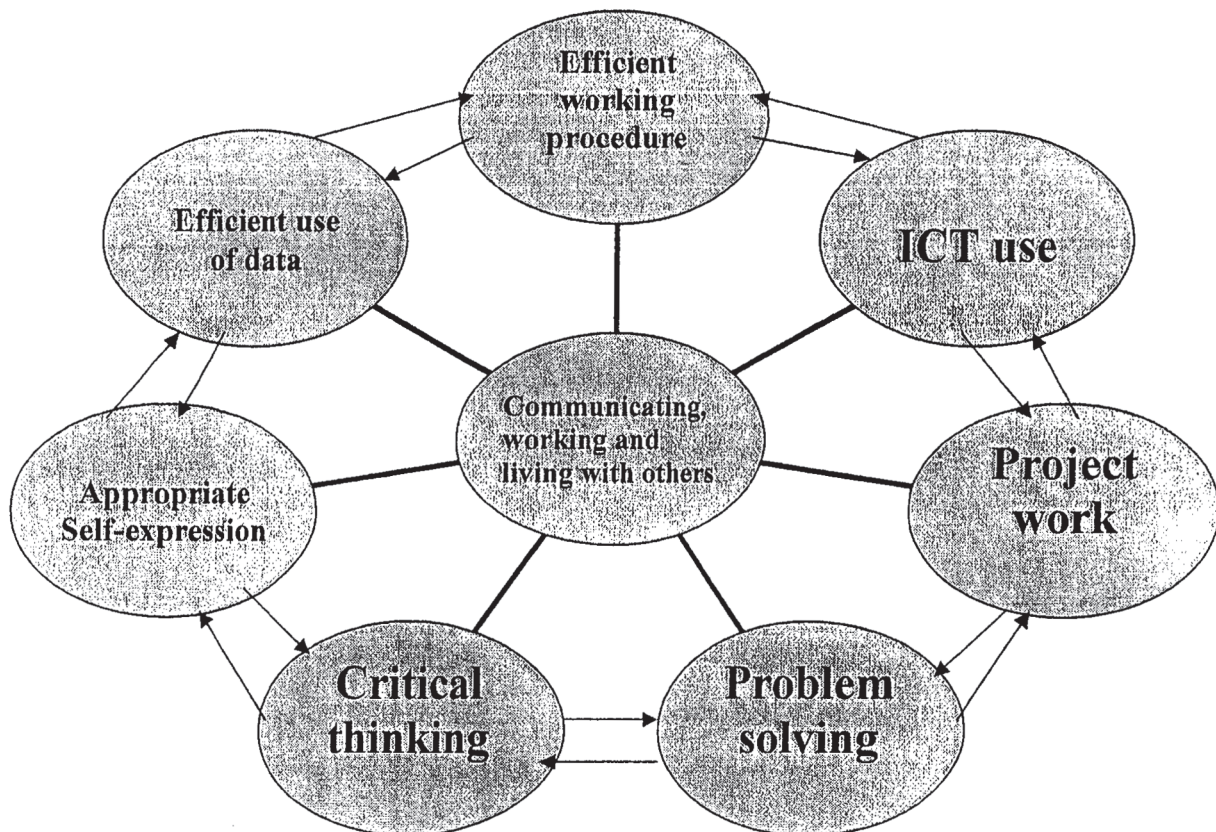 Efficient
working
procedure
Efficient use
of data
ICT use
Communicating,
working and
living with others
Project
work
Appropriate
Self-expression
Critical
thinking
Problem
solving